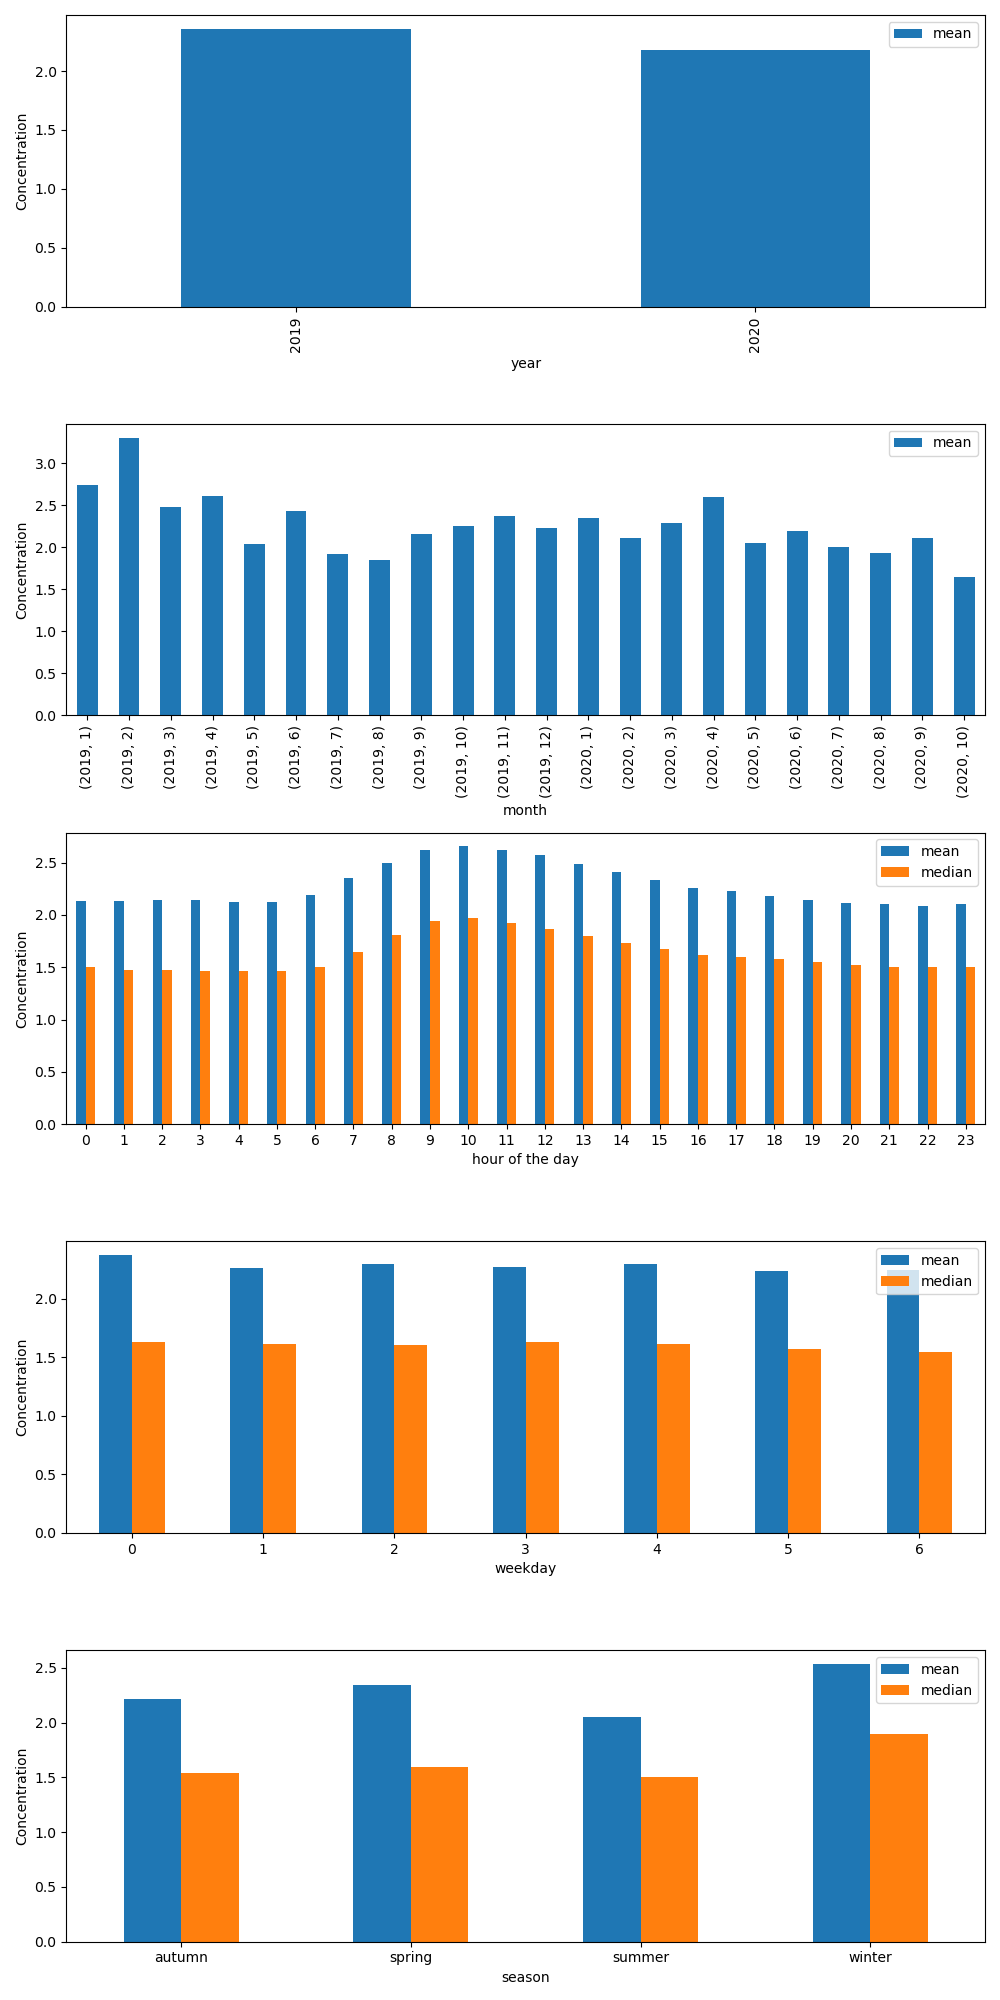 mean
2.0
1.5
1.0
0.5
0.0
Concentration
2019
2020
year
mean
3.0
2.5
2.0
1.5
1.0
0.5
0.0
Concentration
(2019, 1)
(2019, 2)
(2019, 3)
(2019, 4)
(2019, 5)
(2019, 6)
(2019, 7)
(2019, 8)
(2019, 9)
(2019, 10)
(2019, 11)
(2019, 12)
(2020, 1)
(2020, 2)
(2020, 3)
(2020, 4)
(2020, 5)
(2020, 6)
(2020, 7)
(2020, 8)
(2020, 9)
(2020, 10)
month
mean
median
2.5
2.0
1.5
1.0
0.5
0.0
Concentration
0 1 2 3 4 5 6 7 8 9 10 11 12 13 14 15 16 17 18 19 20 21 22 23
hour of the day
mean
median
2.0
1.5
1.0
0.5
0.0
Concentration
0 1 2 3 4 5 6
weekday
mean
median
2.5
2.0
1.5
1.0
0.5
0.0
Concentration
autumn spring summer winter
season